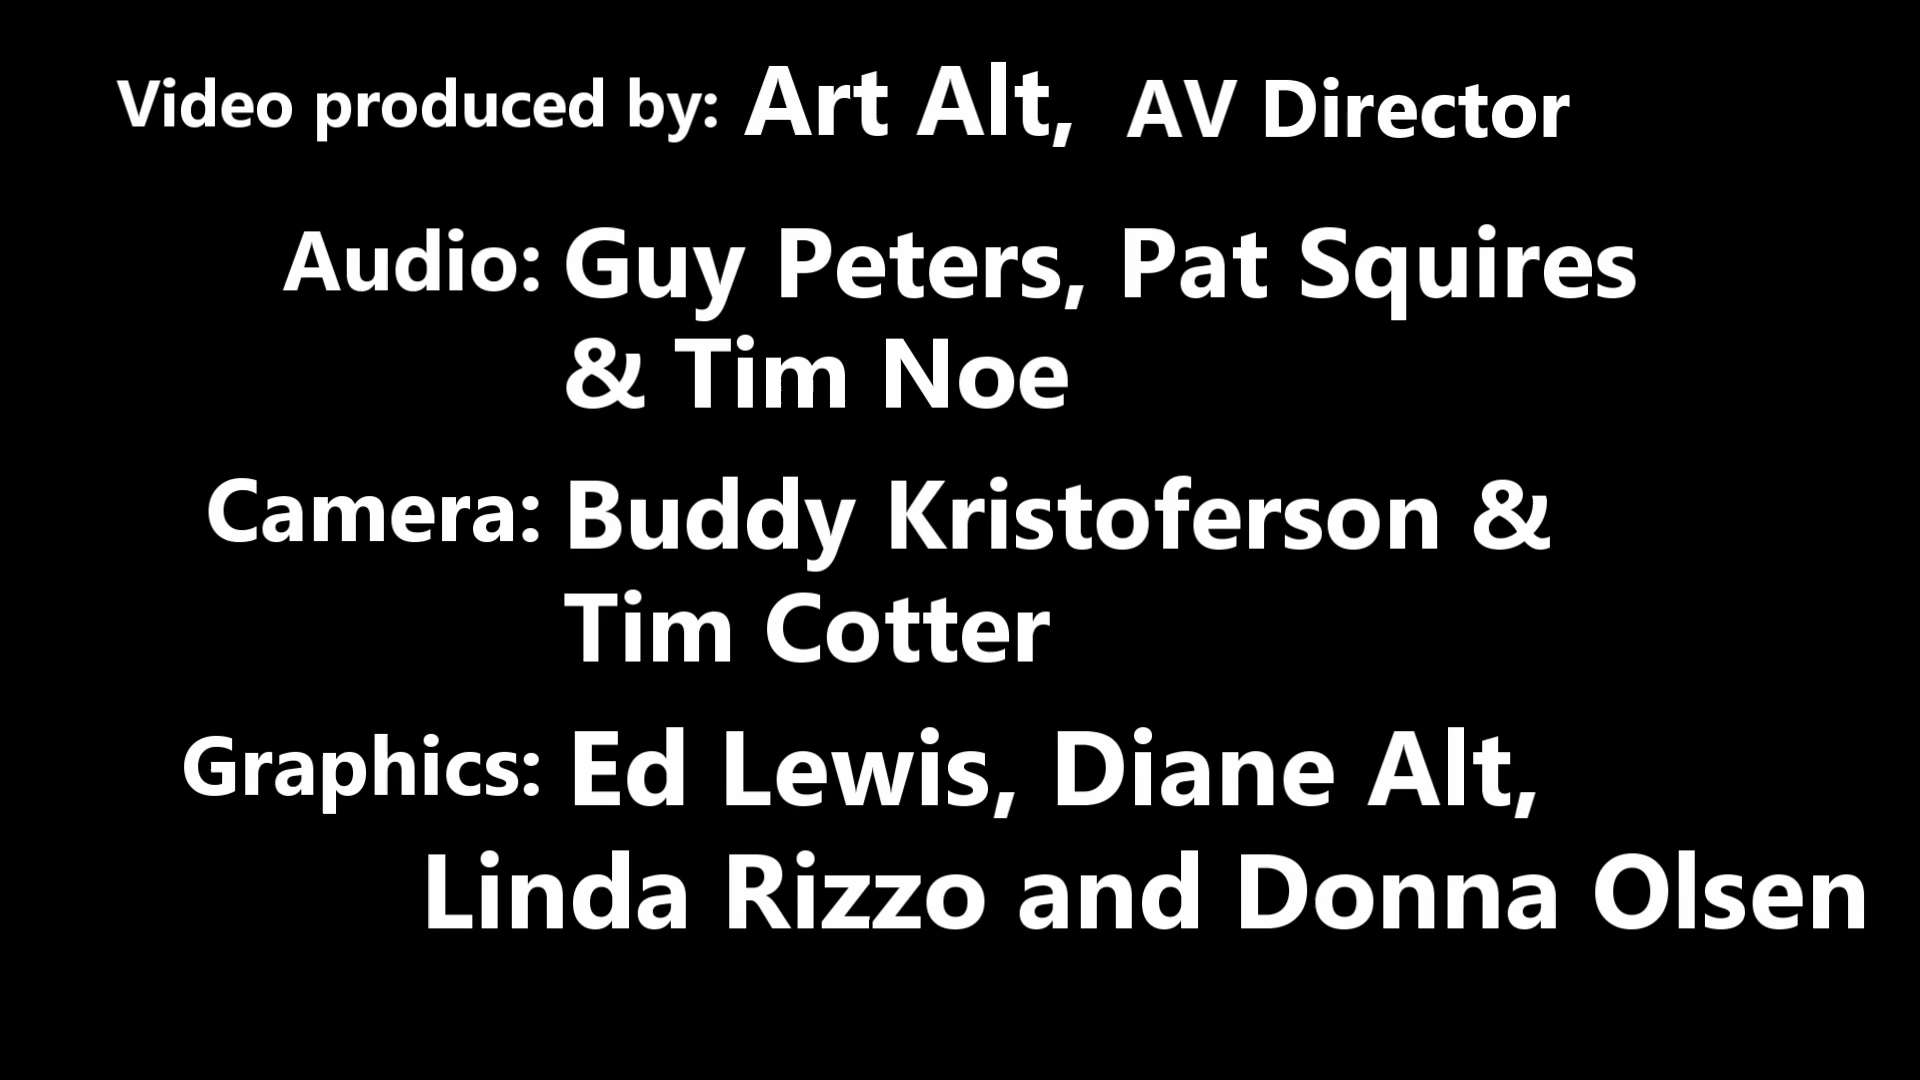 Video produced by: Art Alt, AV Director
Audio: Guy Peters, Pat Squires
& Tim Noe
Camera: Buddy Kristoferson &
Tim Cotter
Graphics: Ed Lewis, Diane Alt,
Linda Rizzo and Donna Olsen